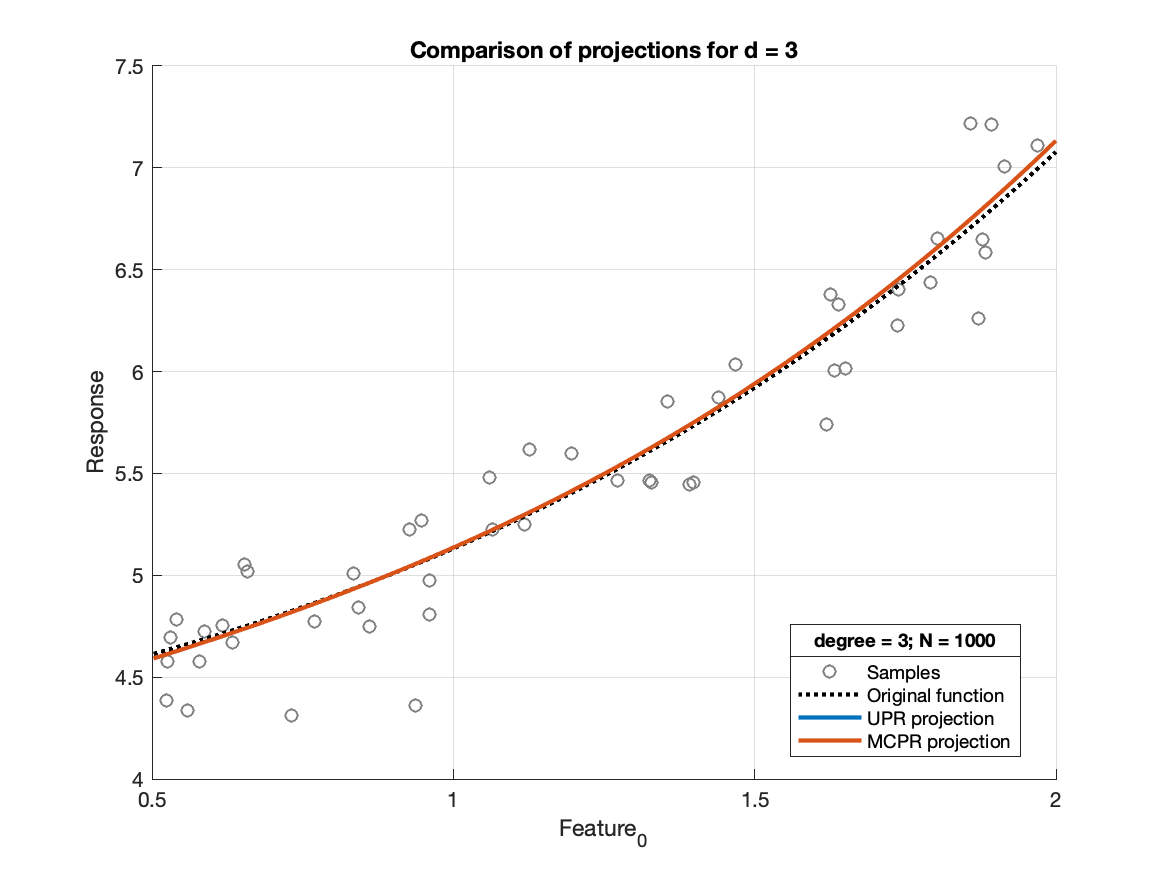 Comparison of projections for d = 3
7.5
7
6.5
6
5.5
5
4.5
4
Response
0.5
1
1.5
2
Feature₀
degree = 3; N = 1000
Samples
Original function
UPR projection
MCPR projection